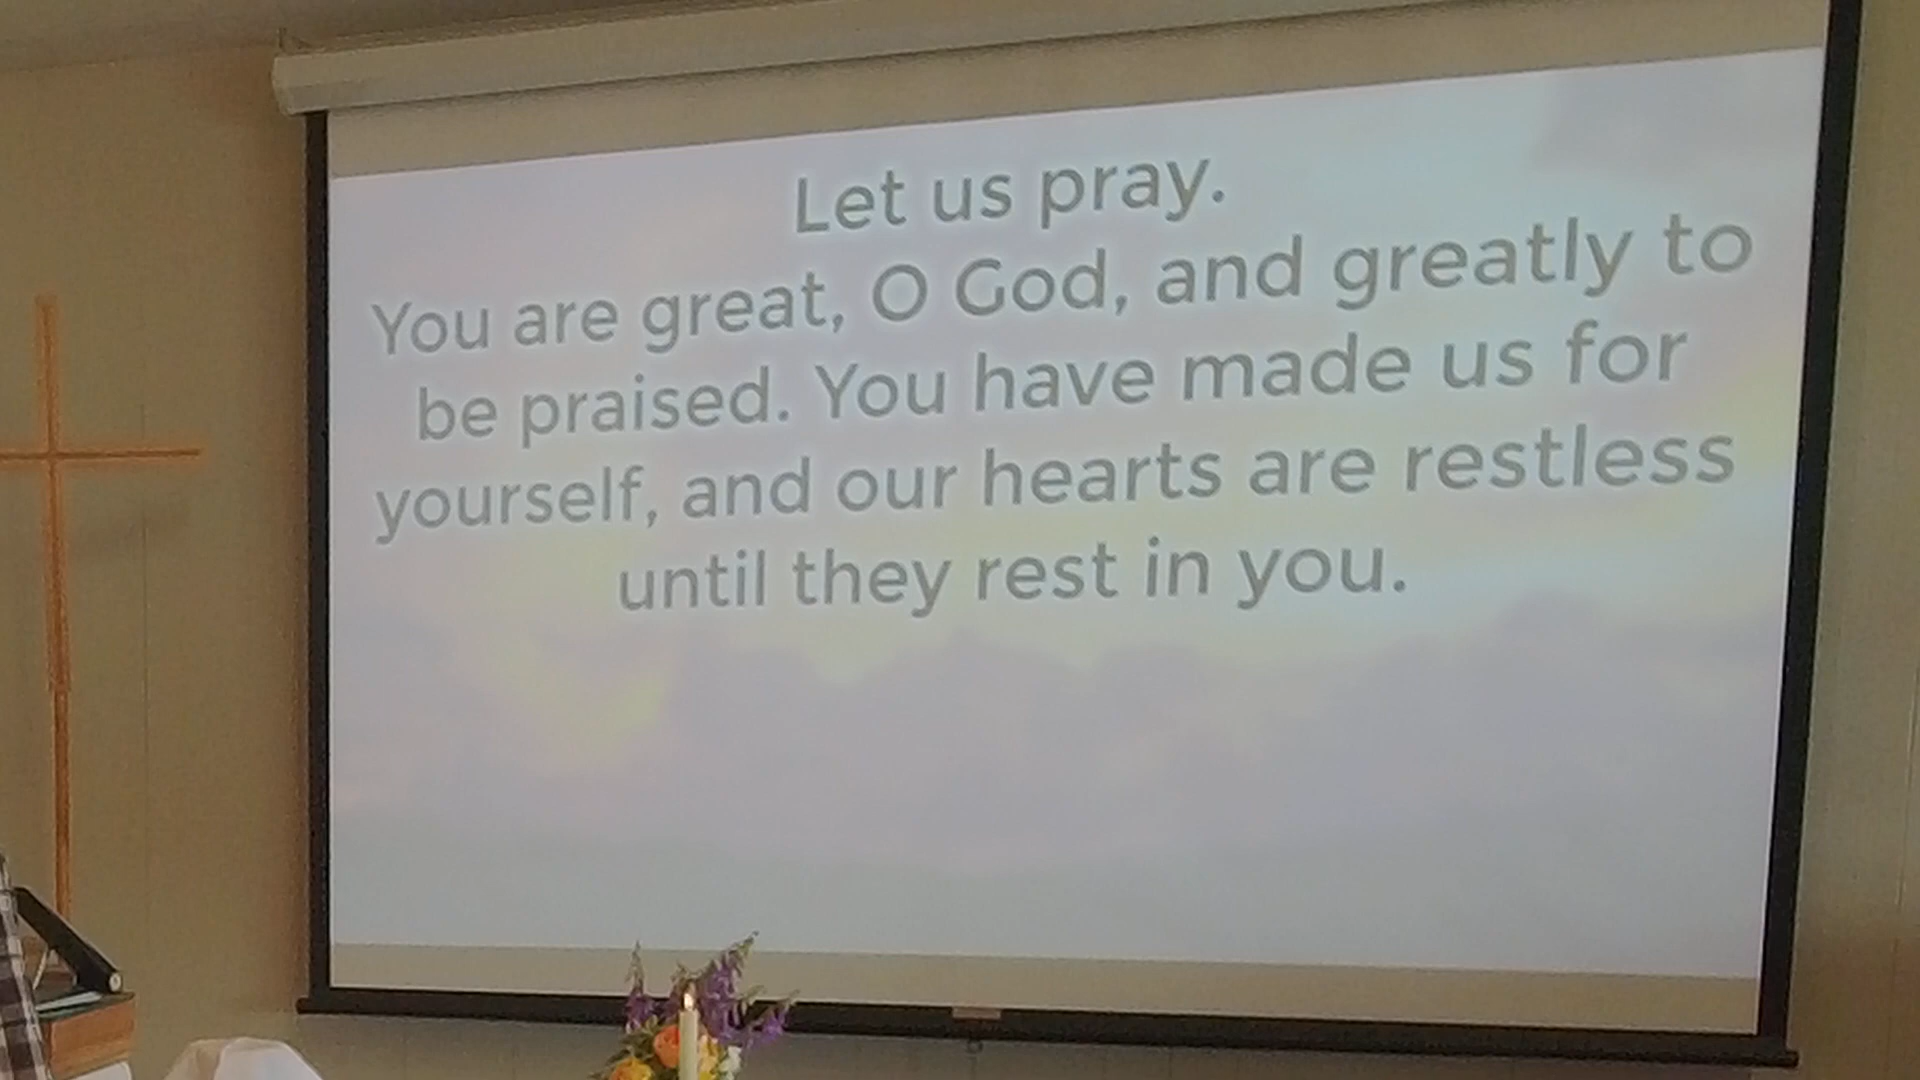 Let us pray.
You are great, O God, and greatly to
be praised. You have made us for
yourself, and our hearts are restless
until they rest in you.